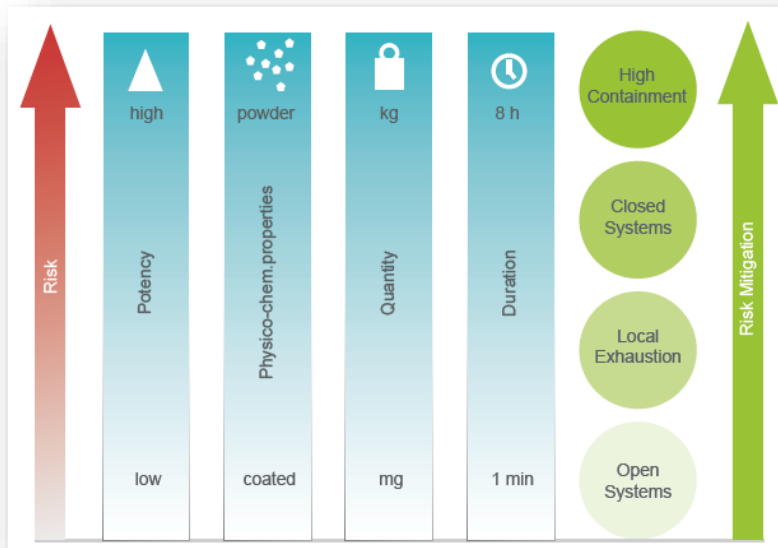 Risk
high
Potency
low
powder
Physico-chem.properties
coated
kg
Quantity
mg
8 h
Duration
1 min
High
Containment
Closed
Systems
Local
Exhaustion
Open
Systems
Risk Mitigation